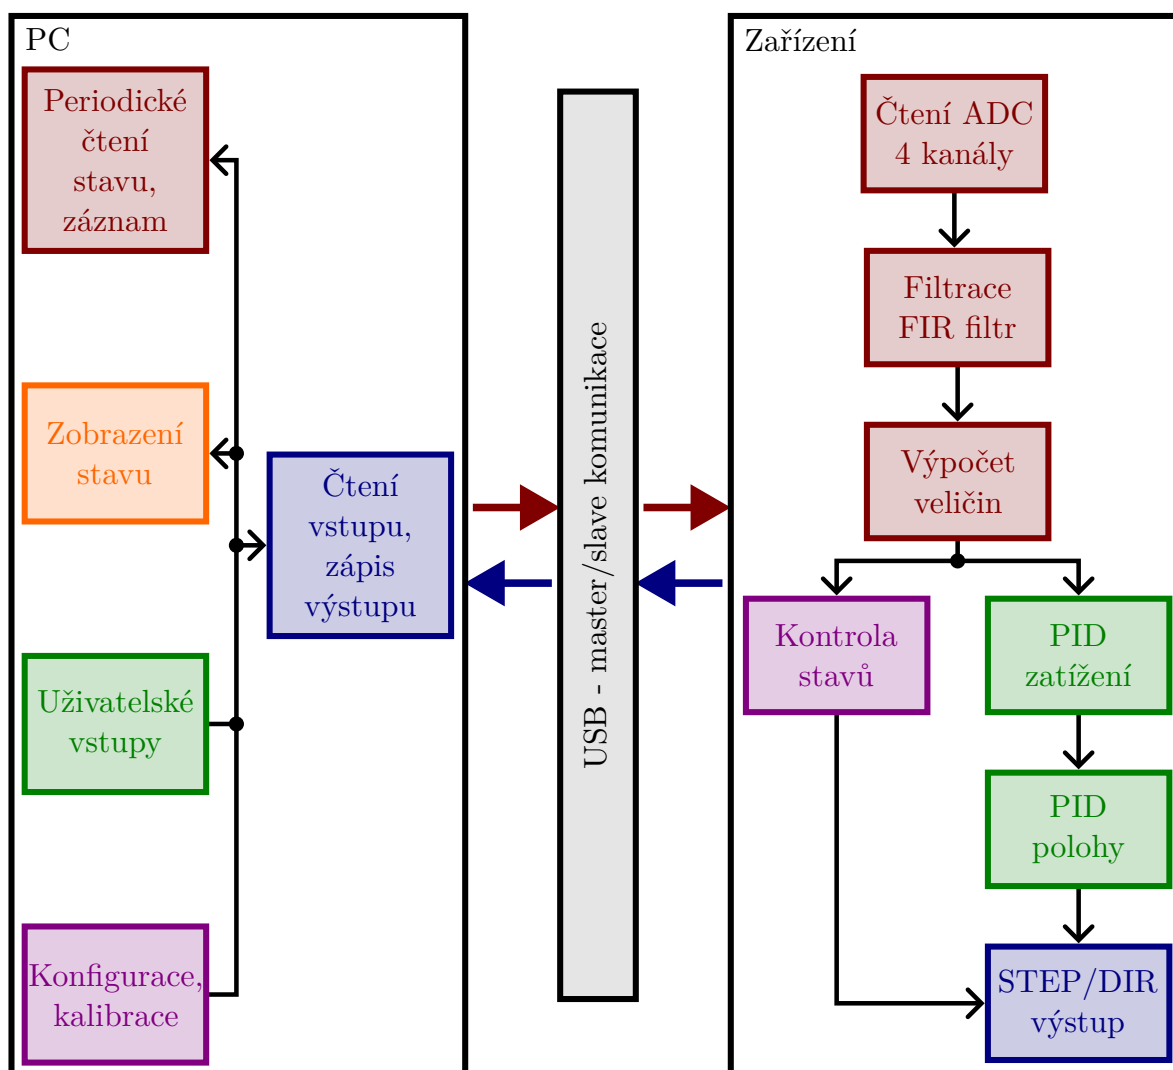 PC
Periodické
čtení
stavu,
záznam
Zobrazení
stavu
Čtení
vstupu,
zápis
výstupu
Uživatelské
vstupy
Konfigurace,
kalibrace
USB - master/slave komunikace
Zařízení
Čtení ADC
4 kanály
Filtrace
FIR filtr
Výpočet
veličin
Kontrola
stavů
PID
zatížení
PID
polohy
STEP/DIR
výstup